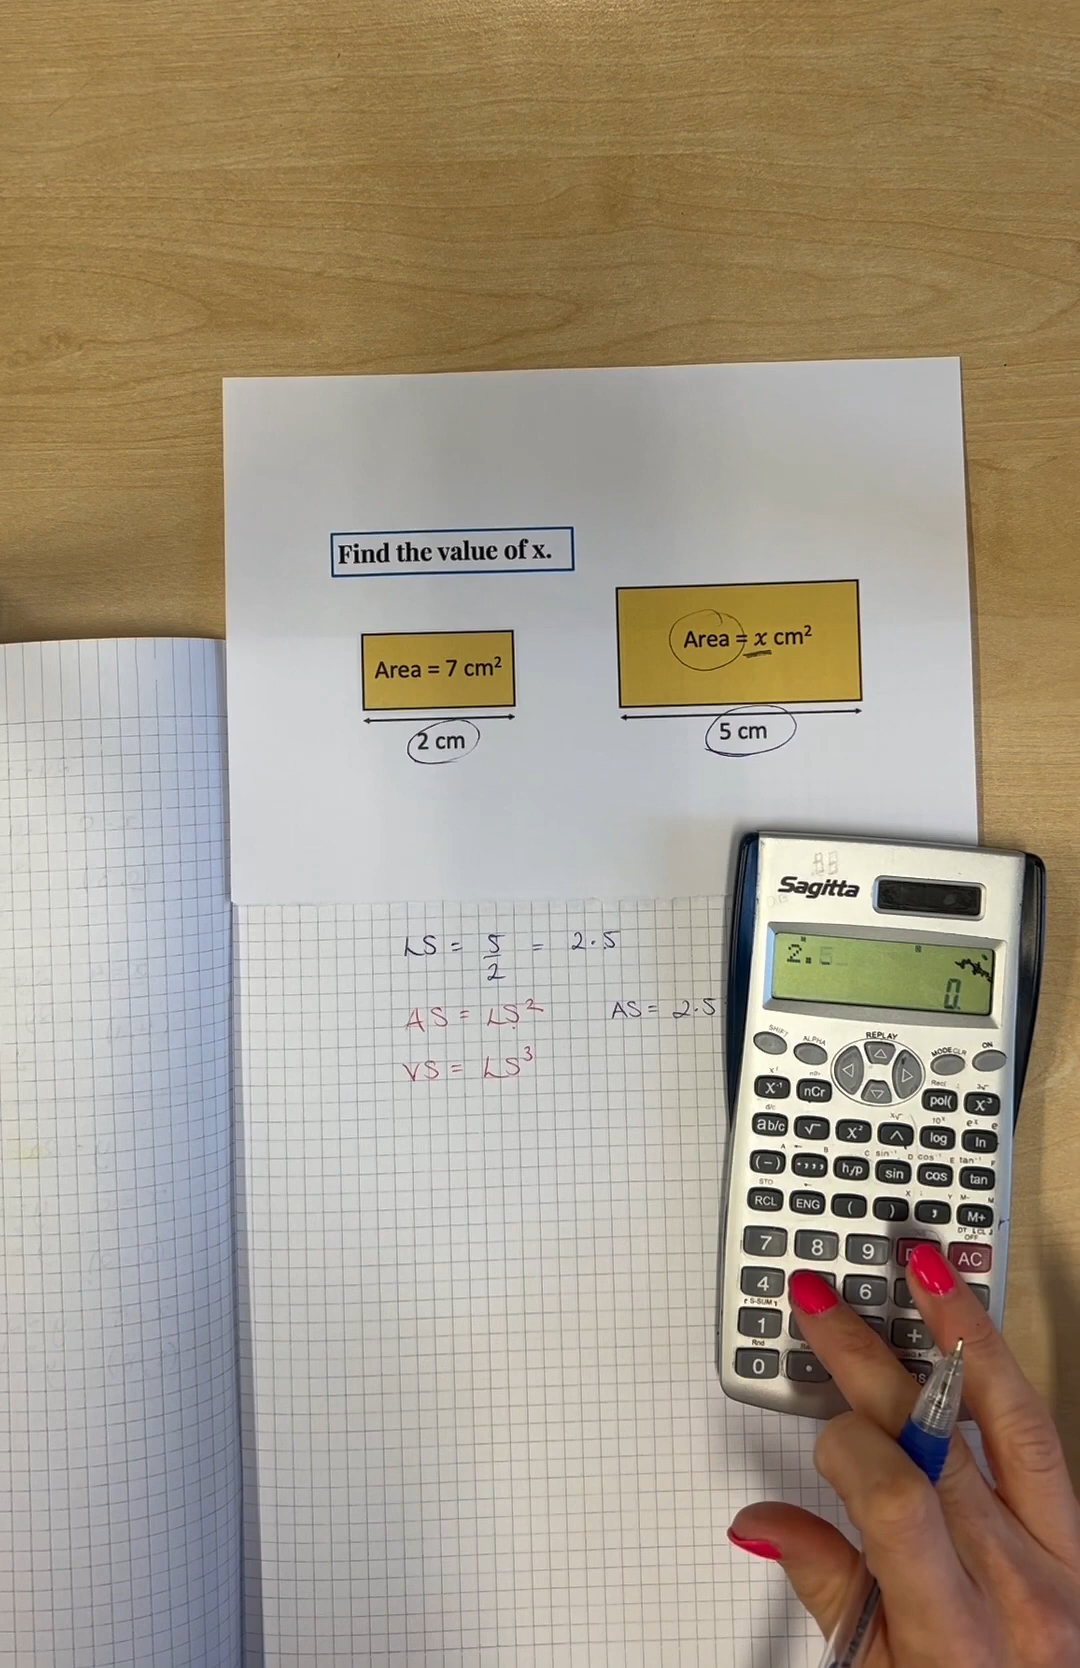 Find the value of x.
Area = 7 cm²
Area = x cm²
2 cm
5 cm
LS = 5/2 = 2.5
AS = LS² AS = 2.5
VS = LS³
BB
Sagitta
2.5
0.
SHIFT ALPHA REPLAY MODE CLR ON
x⁻¹ nCr pol( x³
ab/c √ x² ^ log ln
(−) hyp sin cos tan
RCL ENG ( ) , M+
7 8 9 AC
4 6
1 +
0 .